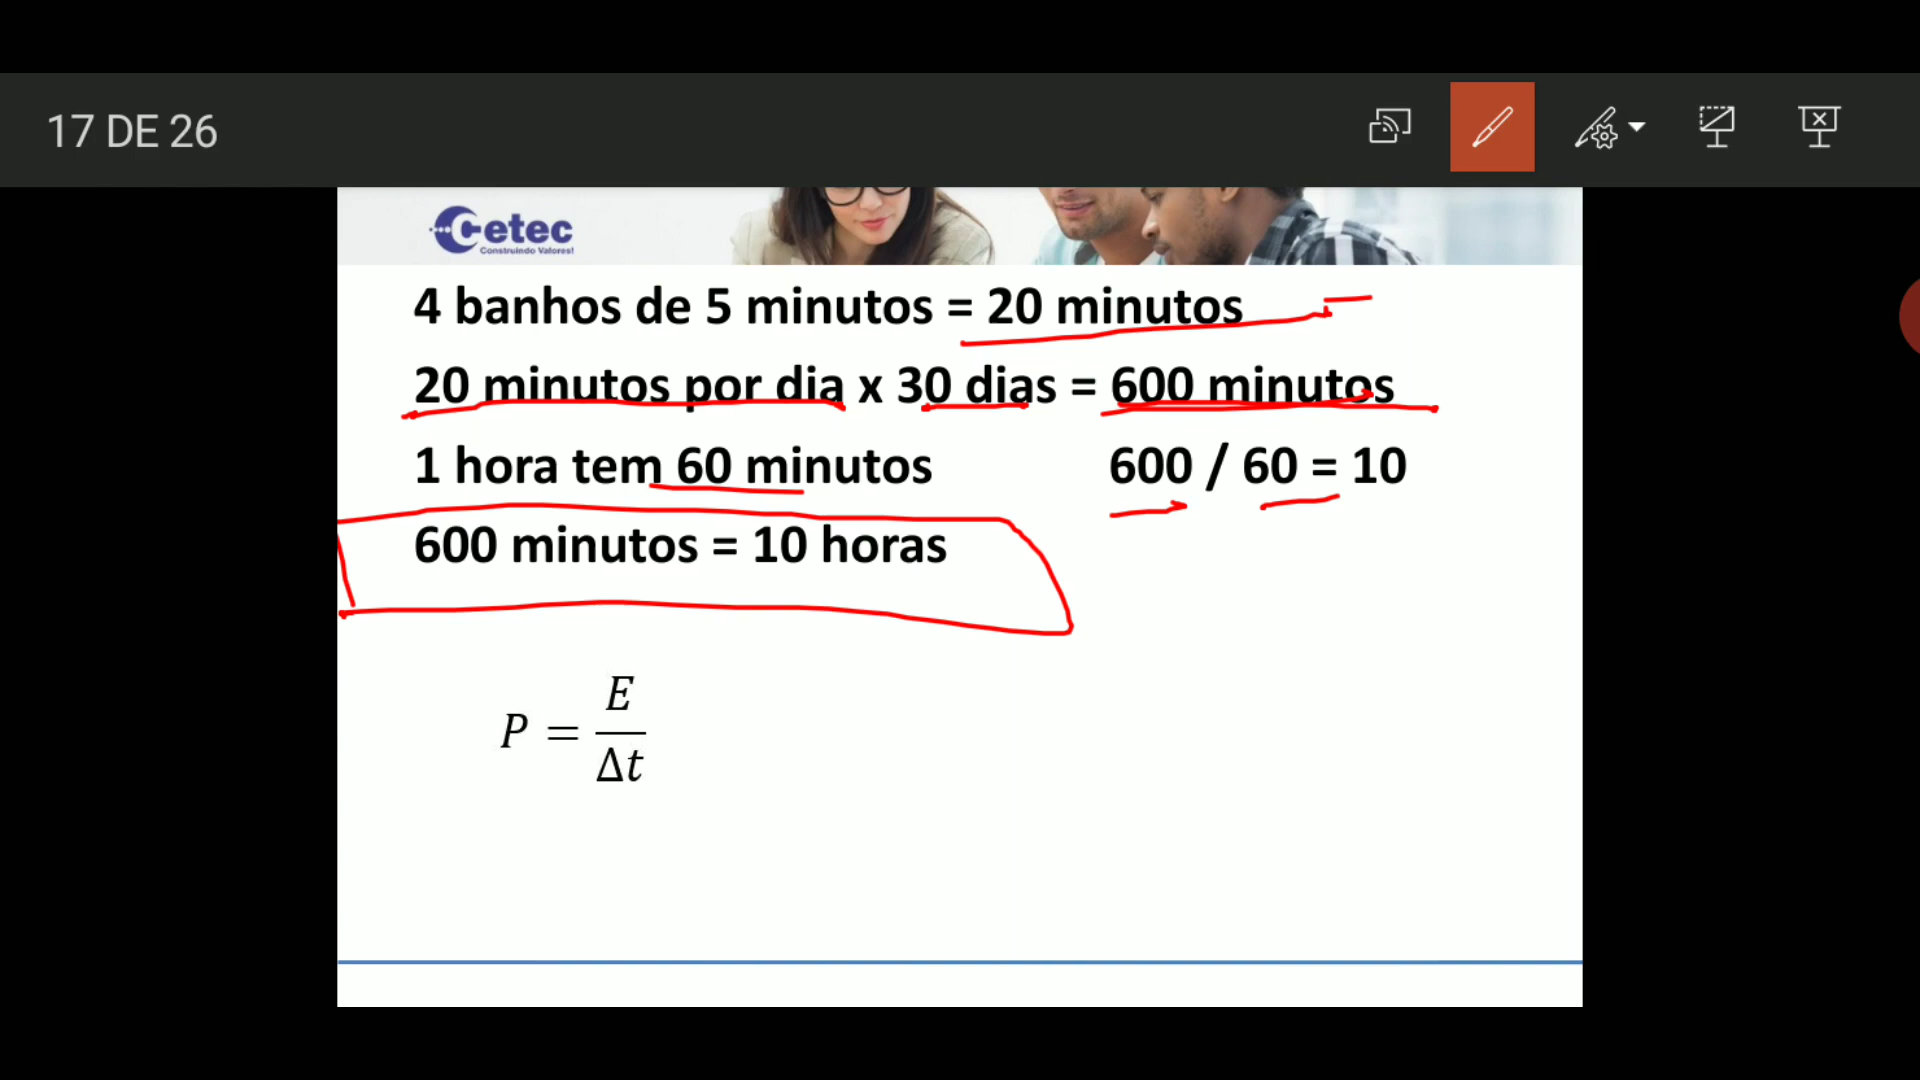 17 DE 26
Cetec
Construindo Valores!
4 banhos de 5 minutos = 20 minutos
20 minutos por dia x 30 dias = 600 minutos
1 hora tem 60 minutos 600 / 60 = 10
600 minutos = 10 horas
P = E
Δt